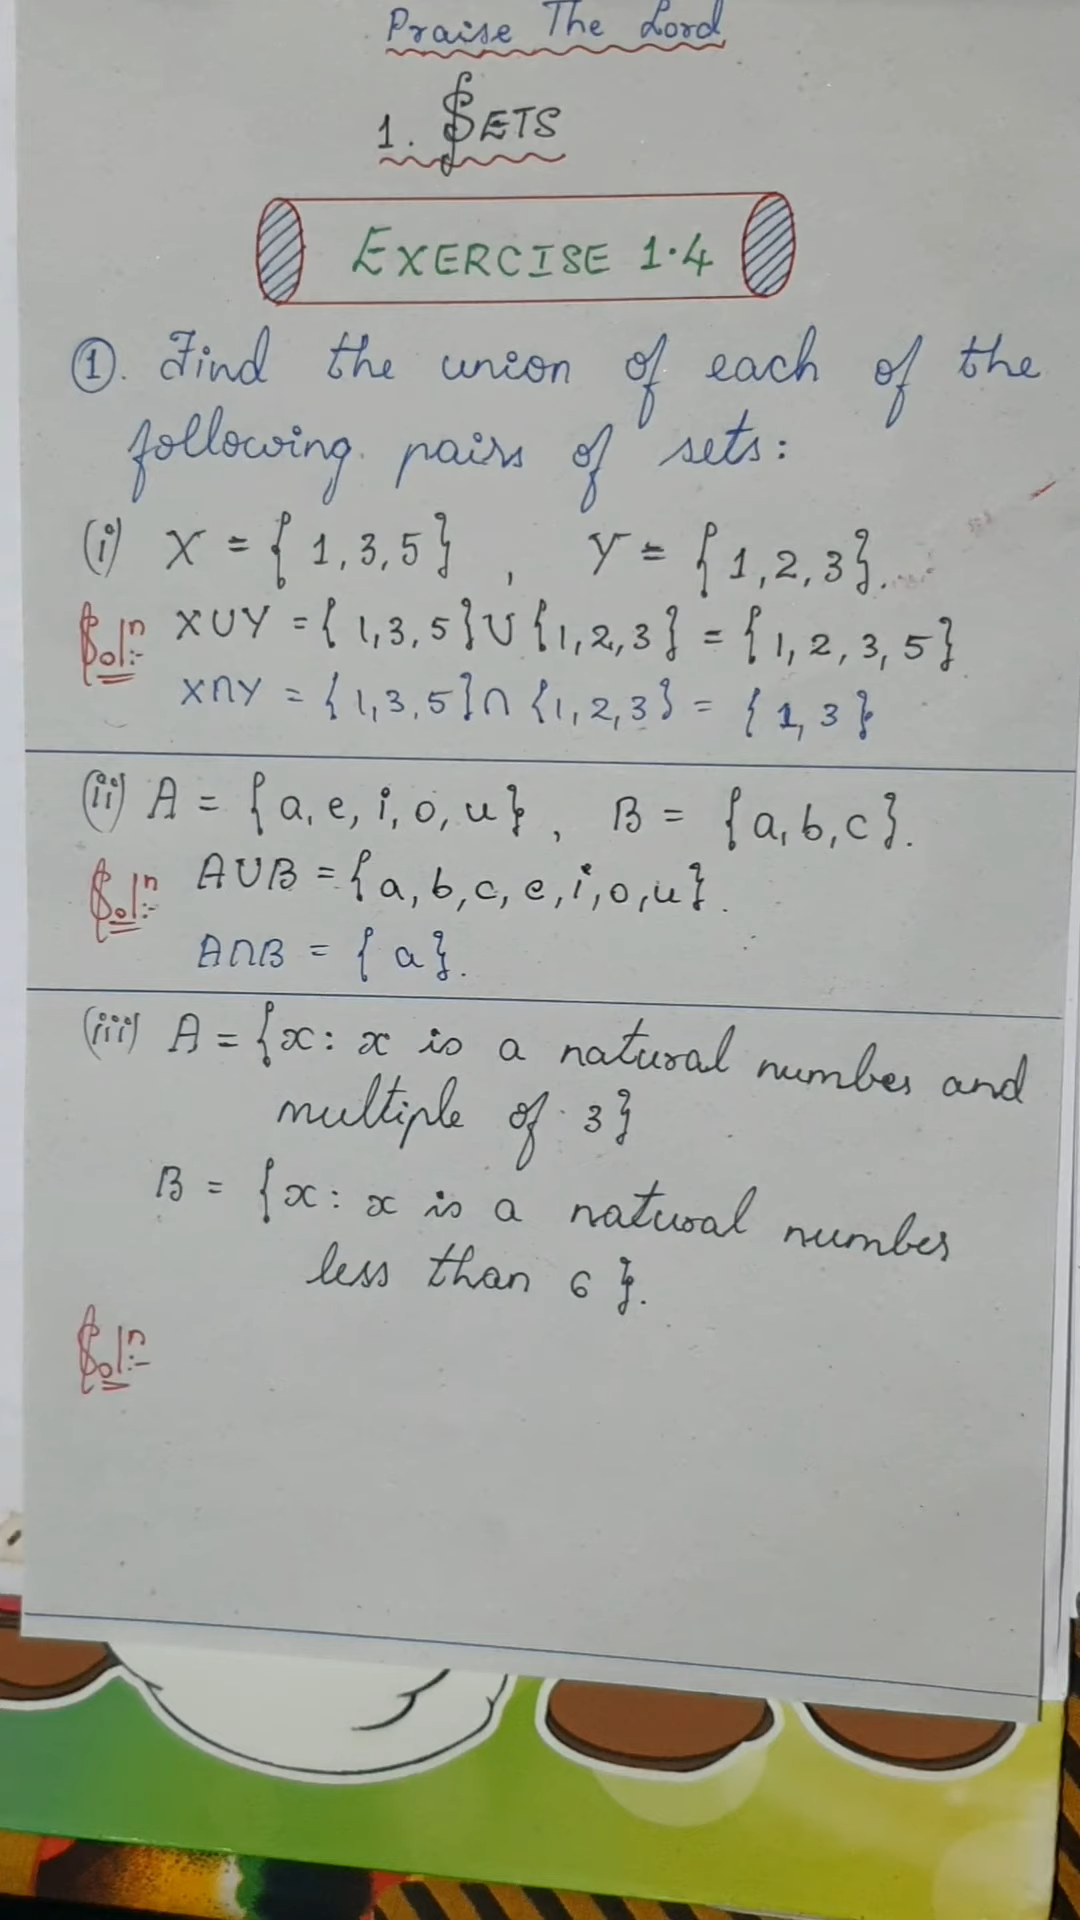 Praise The Lord
1. SETS
EXERCISE 1.4
①. Find the union of each of the
following pairs of sets:
(i) X = { 1, 3, 5 } , Y = { 1, 2, 3 }.
Solⁿ:- X∪Y = { 1, 3, 5 } ∪ { 1, 2, 3 } = { 1, 2, 3, 5 }
X∩Y = { 1, 3, 5 } ∩ { 1, 2, 3 } = { 1, 3 }
(ii) A = { a, e, i, o, u } , B = { a, b, c }.
Solⁿ:- A∪B = { a, b, c, e, i, o, u }.
A∩B = { a }.
(iii) A = { x : x is a natural number and
multiple of 3 }
B = { x : x is a natural number
less than 6 }.
Solⁿ:-